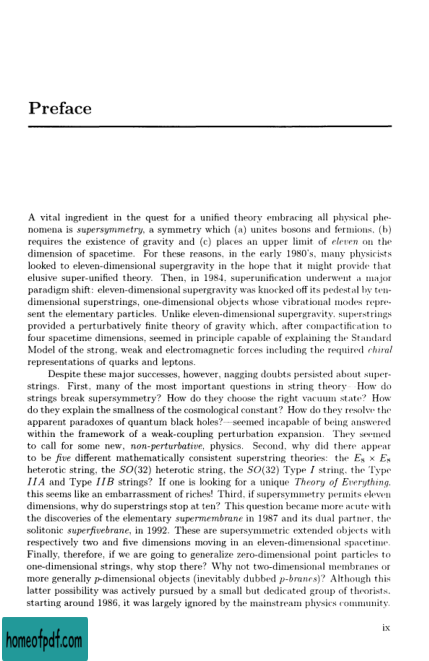 Preface
A vital ingredient in the quest for a unified theory embracing all physical phe-
nomena is supersymmetry, a symmetry which (a) unites bosons and fermions, (b)
requires the existence of gravity and (c) places an upper limit of eleven on the
dimension of spacetime. For these reasons, in the early 1980's, many physicists
looked to eleven-dimensional supergravity in the hope that it might provide that
elusive super-unified theory. Then, in 1984, superunification underwent a major
paradigm shift: eleven-dimensional supergravity was knocked off its pedestal by ten-
dimensional superstrings, one-dimensional objects whose vibrational modes repre-
sent the elementary particles. Unlike eleven-dimensional supergravity, superstrings
provided a perturbatively finite theory of gravity which, after compactification to
four spacetime dimensions, seemed in principle capable of explaining the Standard
Model of the strong, weak and electromagnetic forces including the required chiral
representations of quarks and leptons.
Despite these major successes, however, nagging doubts persisted about super-
strings. First, many of the most important questions in string theory—How do
strings break supersymmetry? How do they choose the right vacuum state? How
do they explain the smallness of the cosmological constant? How do they resolve the
apparent paradoxes of quantum black holes?—seemed incapable of being answered
within the framework of a weak-coupling perturbation expansion. They seemed
to call for some new, non-perturbative, physics. Second, why did there appear
to be five different mathematically consistent superstring theories: the E₈ × E₈
heterotic string, the SO(32) heterotic string, the SO(32) Type I string, the Type
IIA and Type IIB strings? If one is looking for a unique Theory of Everything,
this seems like an embarrassment of riches! Third, if supersymmetry permits eleven
dimensions, why do superstrings stop at ten? This question became more acute with
the discoveries of the elementary supermembrane in 1987 and its dual partner, the
solitonic superfivebrane, in 1992. These are supersymmetric extended objects with
respectively two and five dimensions moving in an eleven-dimensional spacetime.
Finally, therefore, if we are going to generalize zero-dimensional point particles to
one-dimensional strings, why stop there? Why not two-dimensional membranes or
more generally p-dimensional objects (inevitably dubbed p-branes)? Although this
latter possibility was actively pursued by a small but dedicated group of theorists,
starting around 1986, it was largely ignored by the mainstream physics community.
ix
homeofpdf.com